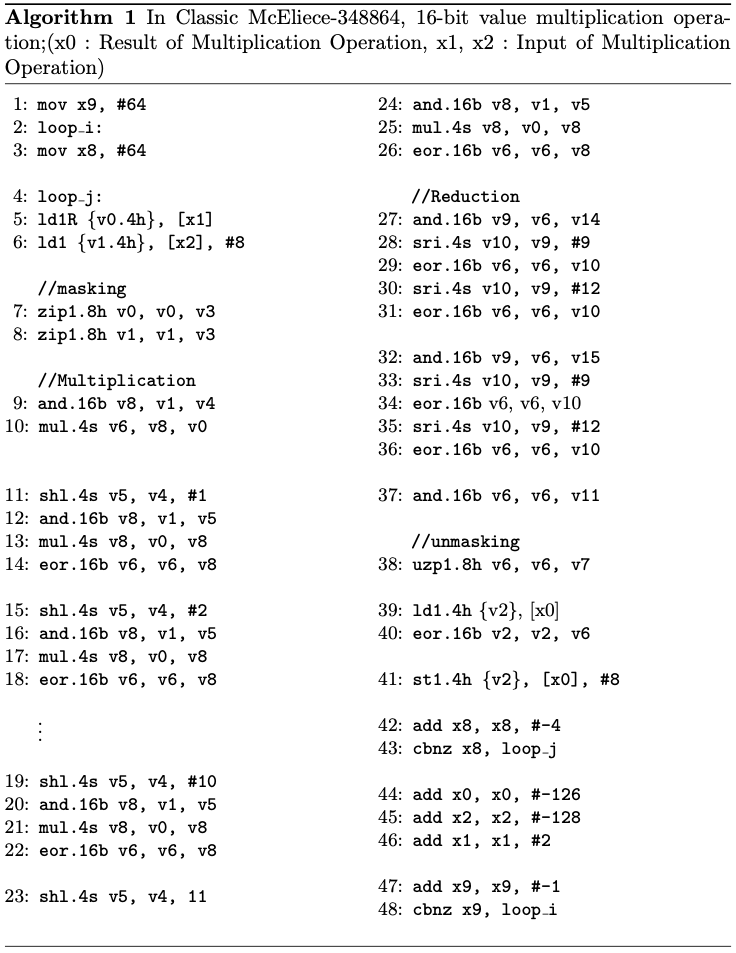 Algorithm 1 In Classic McEliece-348864, 16-bit value multiplication opera-
tion;(x0 : Result of Multiplication Operation, x1, x2 : Input of Multiplication
Operation)
1: mov x9, #64
2: loop_i:
3: mov x8, #64
4: loop_j:
5: ld1R {v0.4h}, [x1]
6: ld1 {v1.4h}, [x2], #8
//masking
7: zip1.8h v0, v0, v3
8: zip1.8h v1, v1, v3
//Multiplication
9: and.16b v8, v1, v4
10: mul.4s v6, v8, v0
11: shl.4s v5, v4, #1
12: and.16b v8, v1, v5
13: mul.4s v8, v0, v8
14: eor.16b v6, v6, v8
15: shl.4s v5, v4, #2
16: and.16b v8, v1, v5
17: mul.4s v8, v0, v8
18: eor.16b v6, v6, v8
⋮
19: shl.4s v5, v4, #10
20: and.16b v8, v1, v5
21: mul.4s v8, v0, v8
22: eor.16b v6, v6, v8
23: shl.4s v5, v4, 11
24: and.16b v8, v1, v5
25: mul.4s v8, v0, v8
26: eor.16b v6, v6, v8
//Reduction
27: and.16b v9, v6, v14
28: sri.4s v10, v9, #9
29: eor.16b v6, v6, v10
30: sri.4s v10, v9, #12
31: eor.16b v6, v6, v10
32: and.16b v9, v6, v15
33: sri.4s v10, v9, #9
34: eor.16b v6, v6, v10
35: sri.4s v10, v9, #12
36: eor.16b v6, v6, v10
37: and.16b v6, v6, v11
//unmasking
38: uzp1.8h v6, v6, v7
39: ld1.4h {v2}, [x0]
40: eor.16b v2, v2, v6
41: st1.4h {v2}, [x0], #8
42: add x8, x8, #-4
43: cbnz x8, loop_j
44: add x0, x0, #-126
45: add x2, x2, #-128
46: add x1, x1, #2
47: add x9, x9, #-1
48: cbnz x9, loop_i